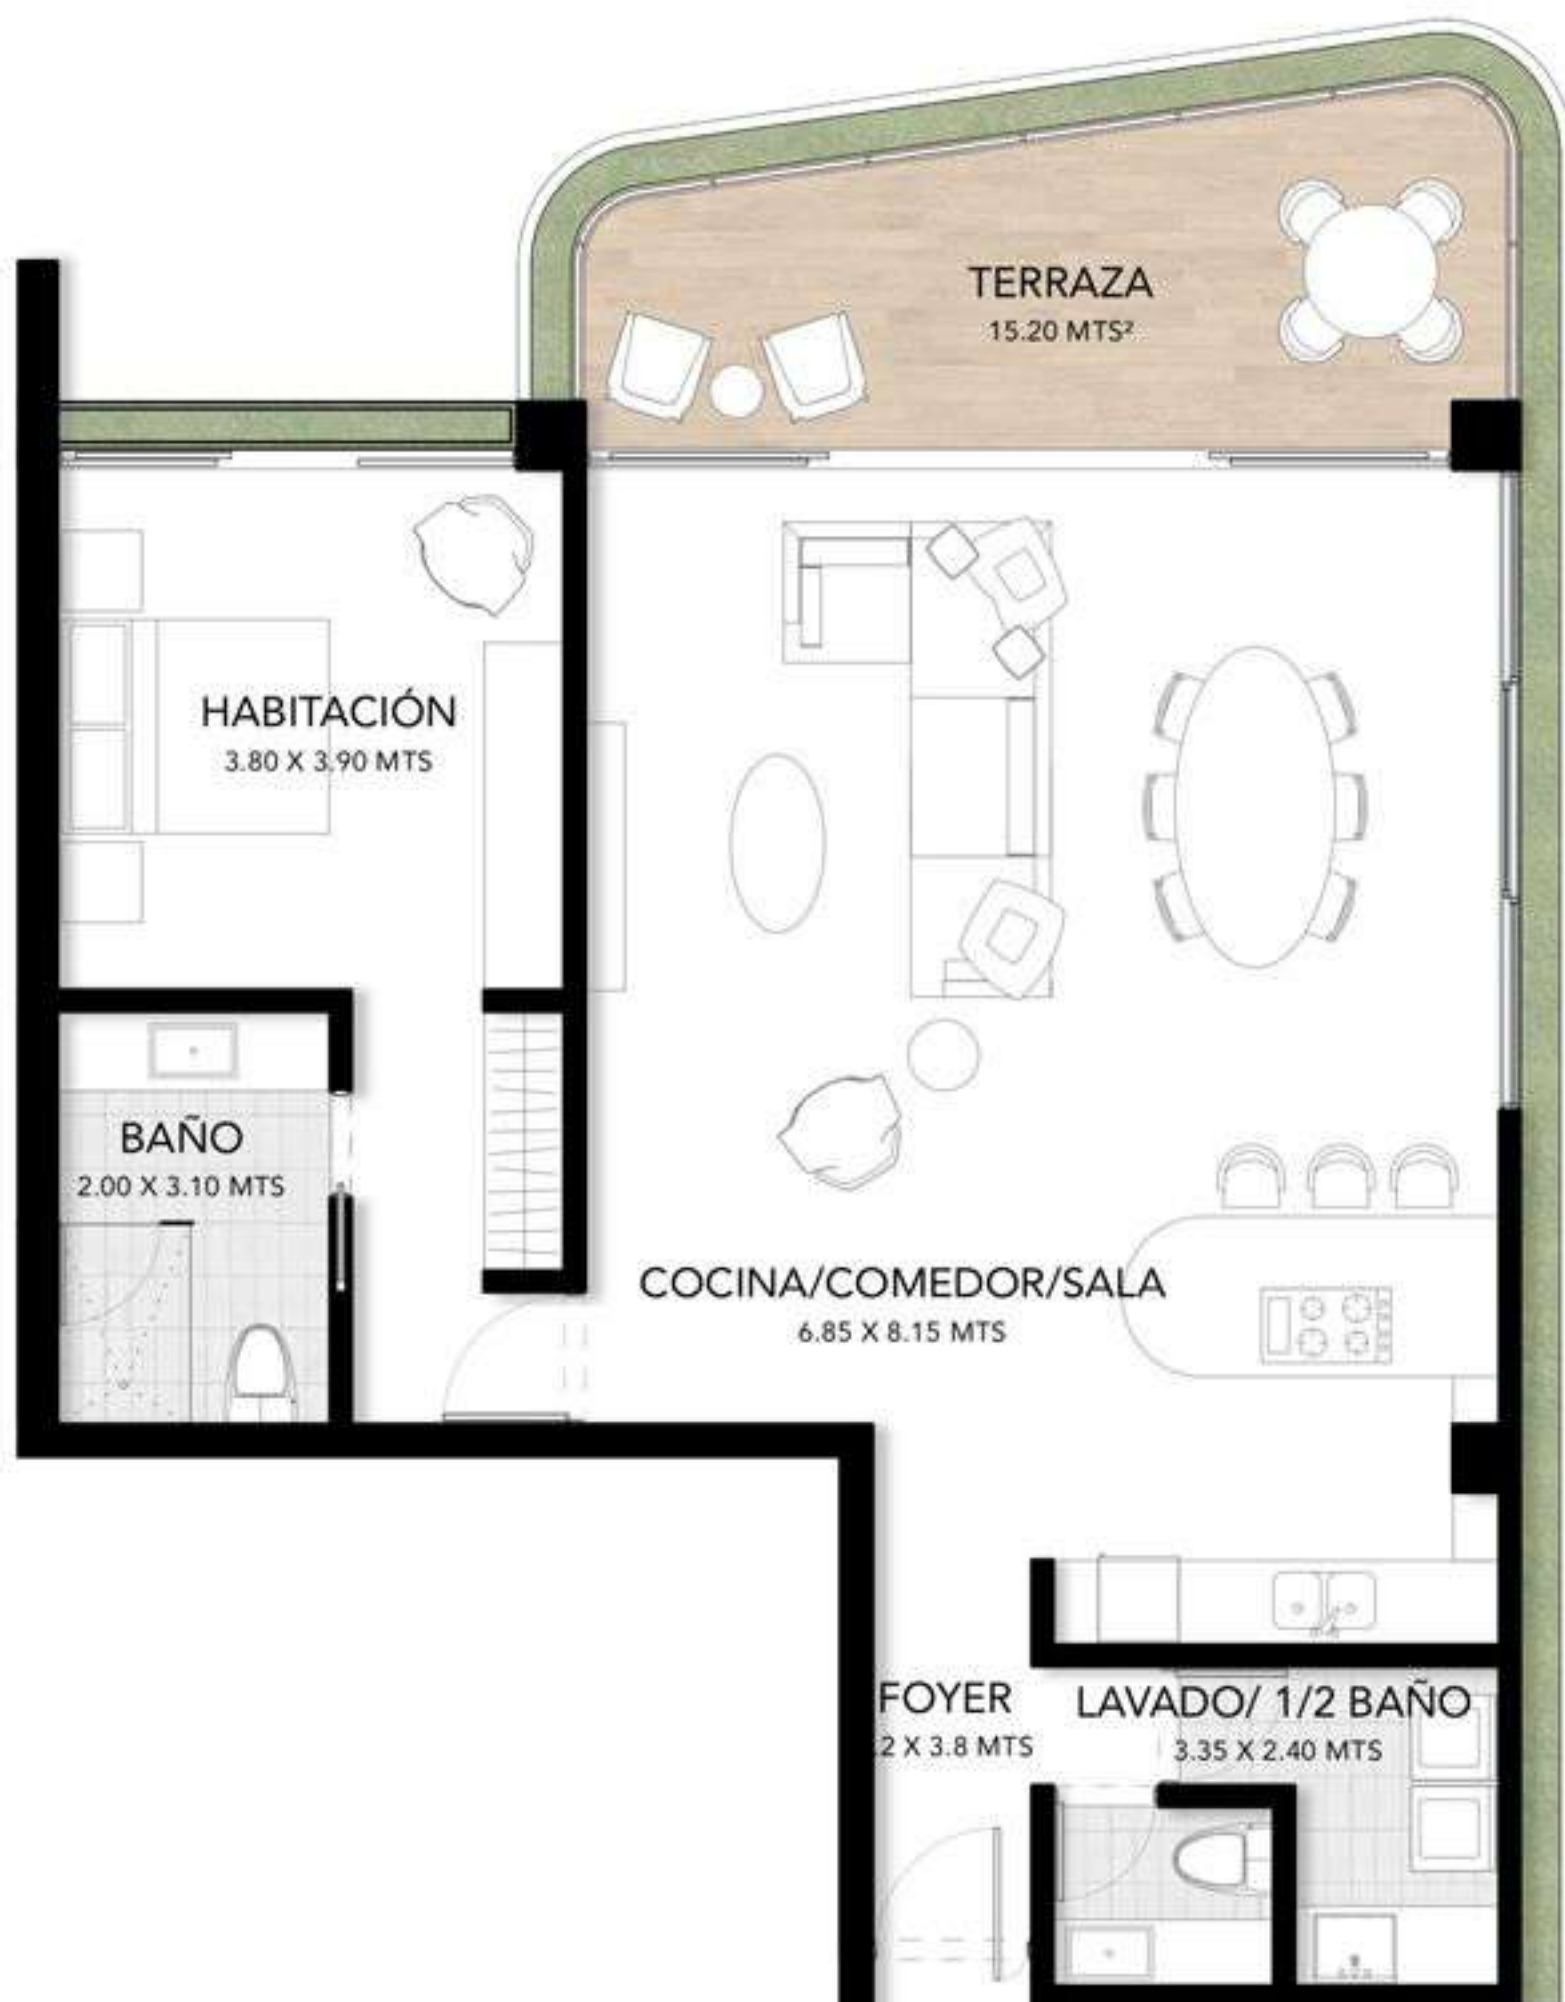 TERRAZA
15.20 MTS²
HABITACIÓN
3.80 X 3.90 MTS
BAÑO
2.00 X 3.10 MTS
COCINA/COMEDOR/SALA
6.85 X 8.15 MTS
FOYER
2 X 3.8 MTS
LAVADO/ 1/2 BAÑO
3.35 X 2.40 MTS